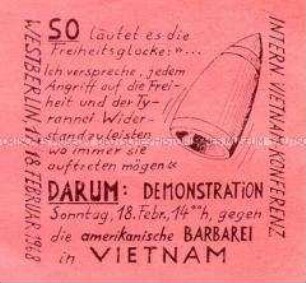 SO läutet es die
Freiheitsglocke: »...
Ich verspreche, jedem
Angriff auf die Frei-
heit und der Ty-
rannei Wider-
stand zu leisten,
wo immer sie
auftreten mögen«
DARUM: DEMONSTRATION
Sonntag, 18. Febr., 14°°h, gegen
die amerikanische BARBAREI
in VIETNAM
WESTBERLIN, 17./18. FEBRUAR 1968
INTERN. VIETNAM-KONFERENZ